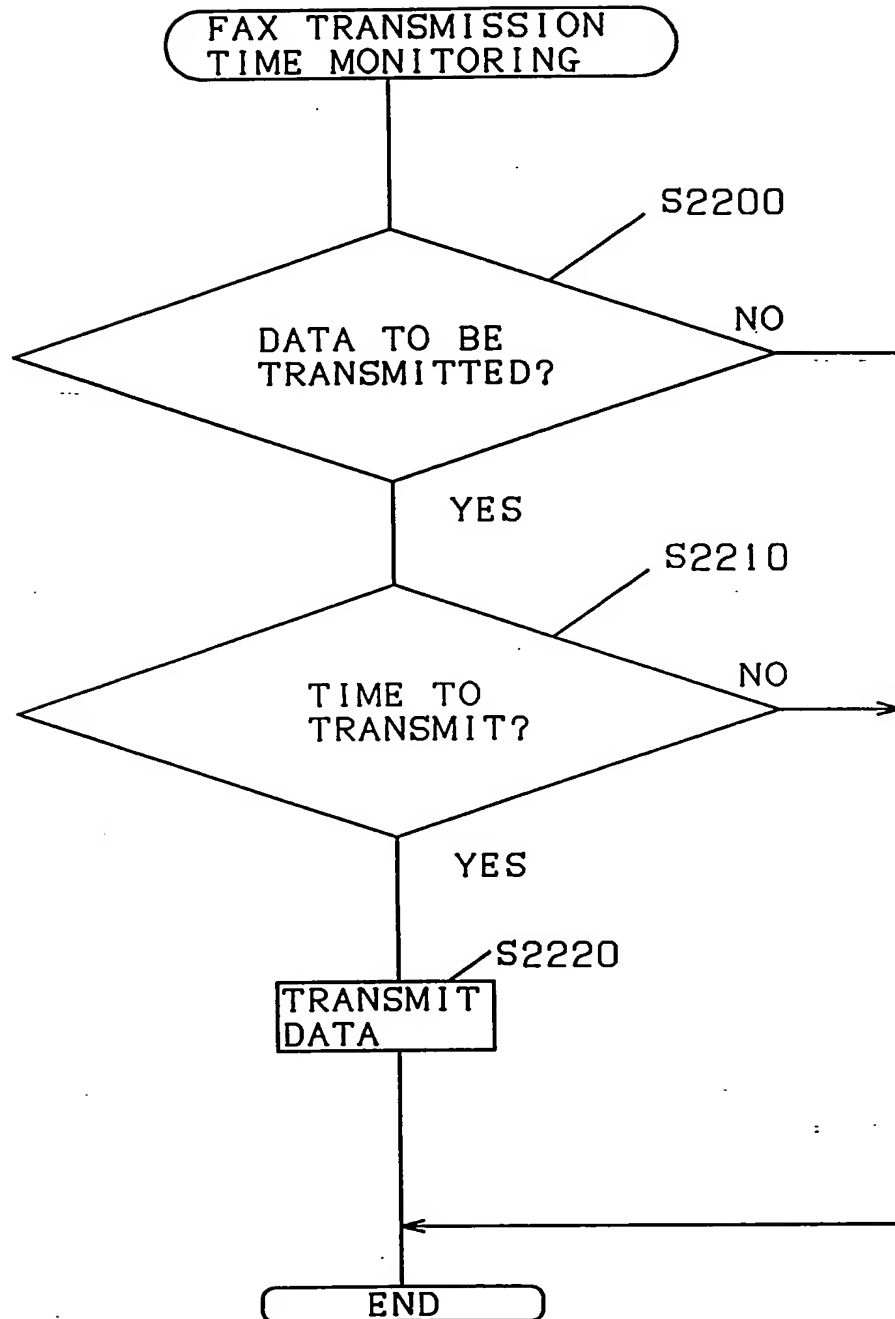 FAX TRANSMISSION
TIME MONITORING
S2200
DATA TO BE
TRANSMITTED?
NO
YES
S2210
TIME TO
TRANSMIT?
NO
YES
S2220
TRANSMIT
DATA
END